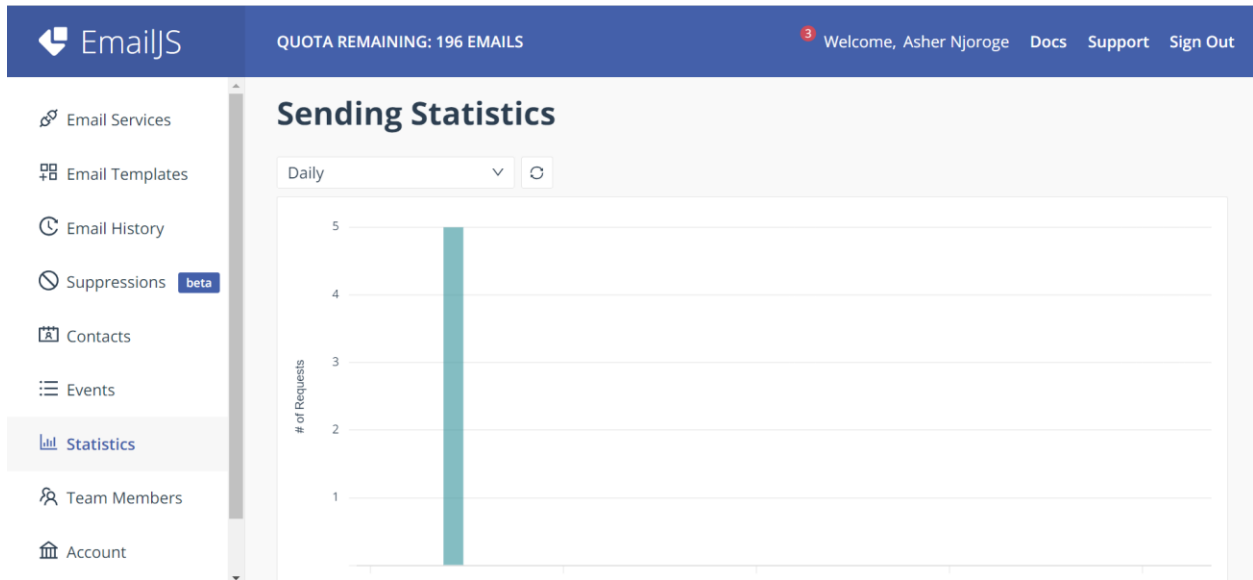 EmailJS
QUOTA REMAINING: 196 EMAILS
3
Welcome, Asher Njoroge
Docs
Support
Sign Out
Email Services
Email Templates
Email History
Suppressions beta
Contacts
Events
Statistics
Team Members
Account
Sending Statistics
Daily
# of Requests
5
4
3
2
1